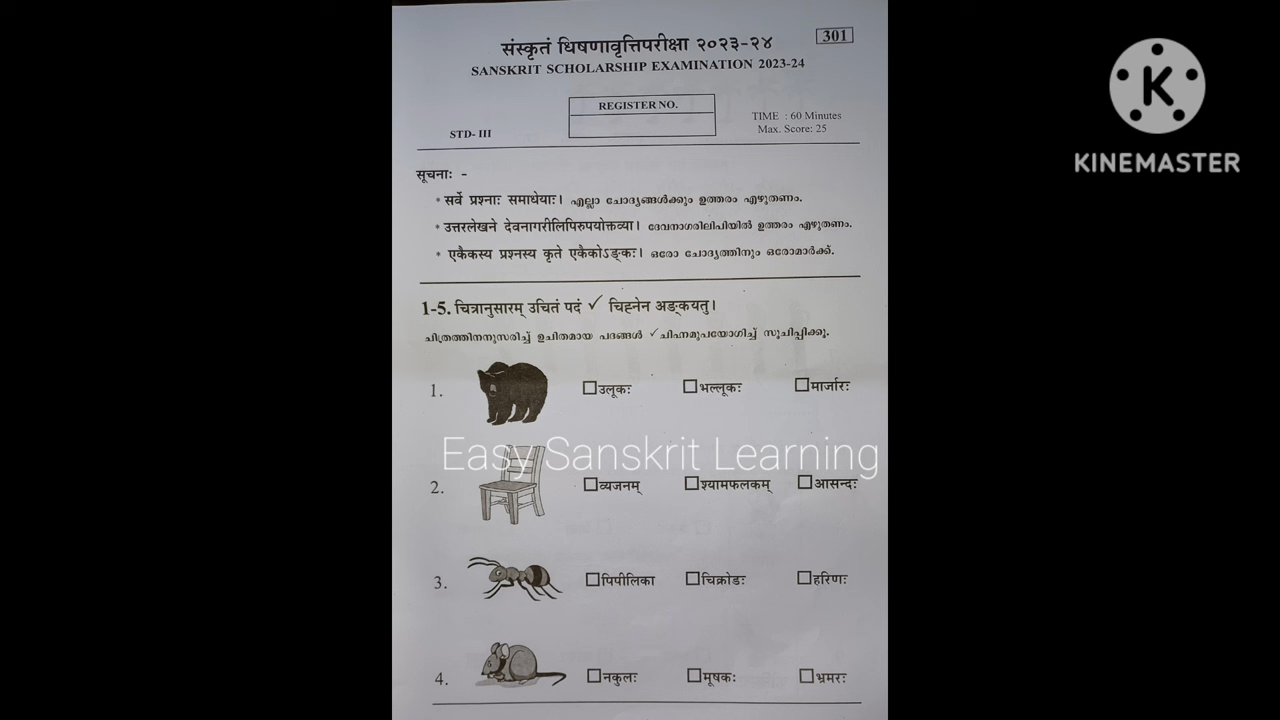 संस्कृतं धिषणावृत्तिपरीक्षा २०२३-२४
301
SANSKRIT SCHOLARSHIP EXAMINATION 2023-24
REGISTER NO.
STD- III
TIME : 60 Minutes
Max. Score: 25
सूचनाः -
* सर्वे प्रश्नाः समाधेयाः। എല്ലാ ചോദ്യങ്ങൾക്കും ഉത്തരം എഴുതണം.
* उत्तरलेखने देवनागरीलिपिरुपयोक्तव्या। ദേവനാഗരിലിപിയിൽ ഉത്തരം എഴുതണം.
* एकैकस्य प्रश्नस्य कृते एकैकोऽङ्कः। ഒരോ ചോദ്യത്തിനും ഒരോമാർക്ക്.
1-5. चित्रानुसारम् उचितं पदं ✓ चिह्नेन अङ्कयतु।
ചിത്രത്തിനനുസരിച്ച് ഉചിതമായ പദങ്ങൾ ✓ ചിഹ്നമുപയോഗിച്ച് സൂചിപ്പിക്കൂ.
1. □ उलूकः □ भल्लूकः □ मार्जारः
Easy Sanskrit Learning
2. □ व्यजनम् □ श्यामफलकम् □ आसन्दः
3. □ पिपीलिका □ चिक्रोडः □ हरिणः
4. □ नकुलः □ मूषकः □ भ्रमरः
K
KINEMASTER